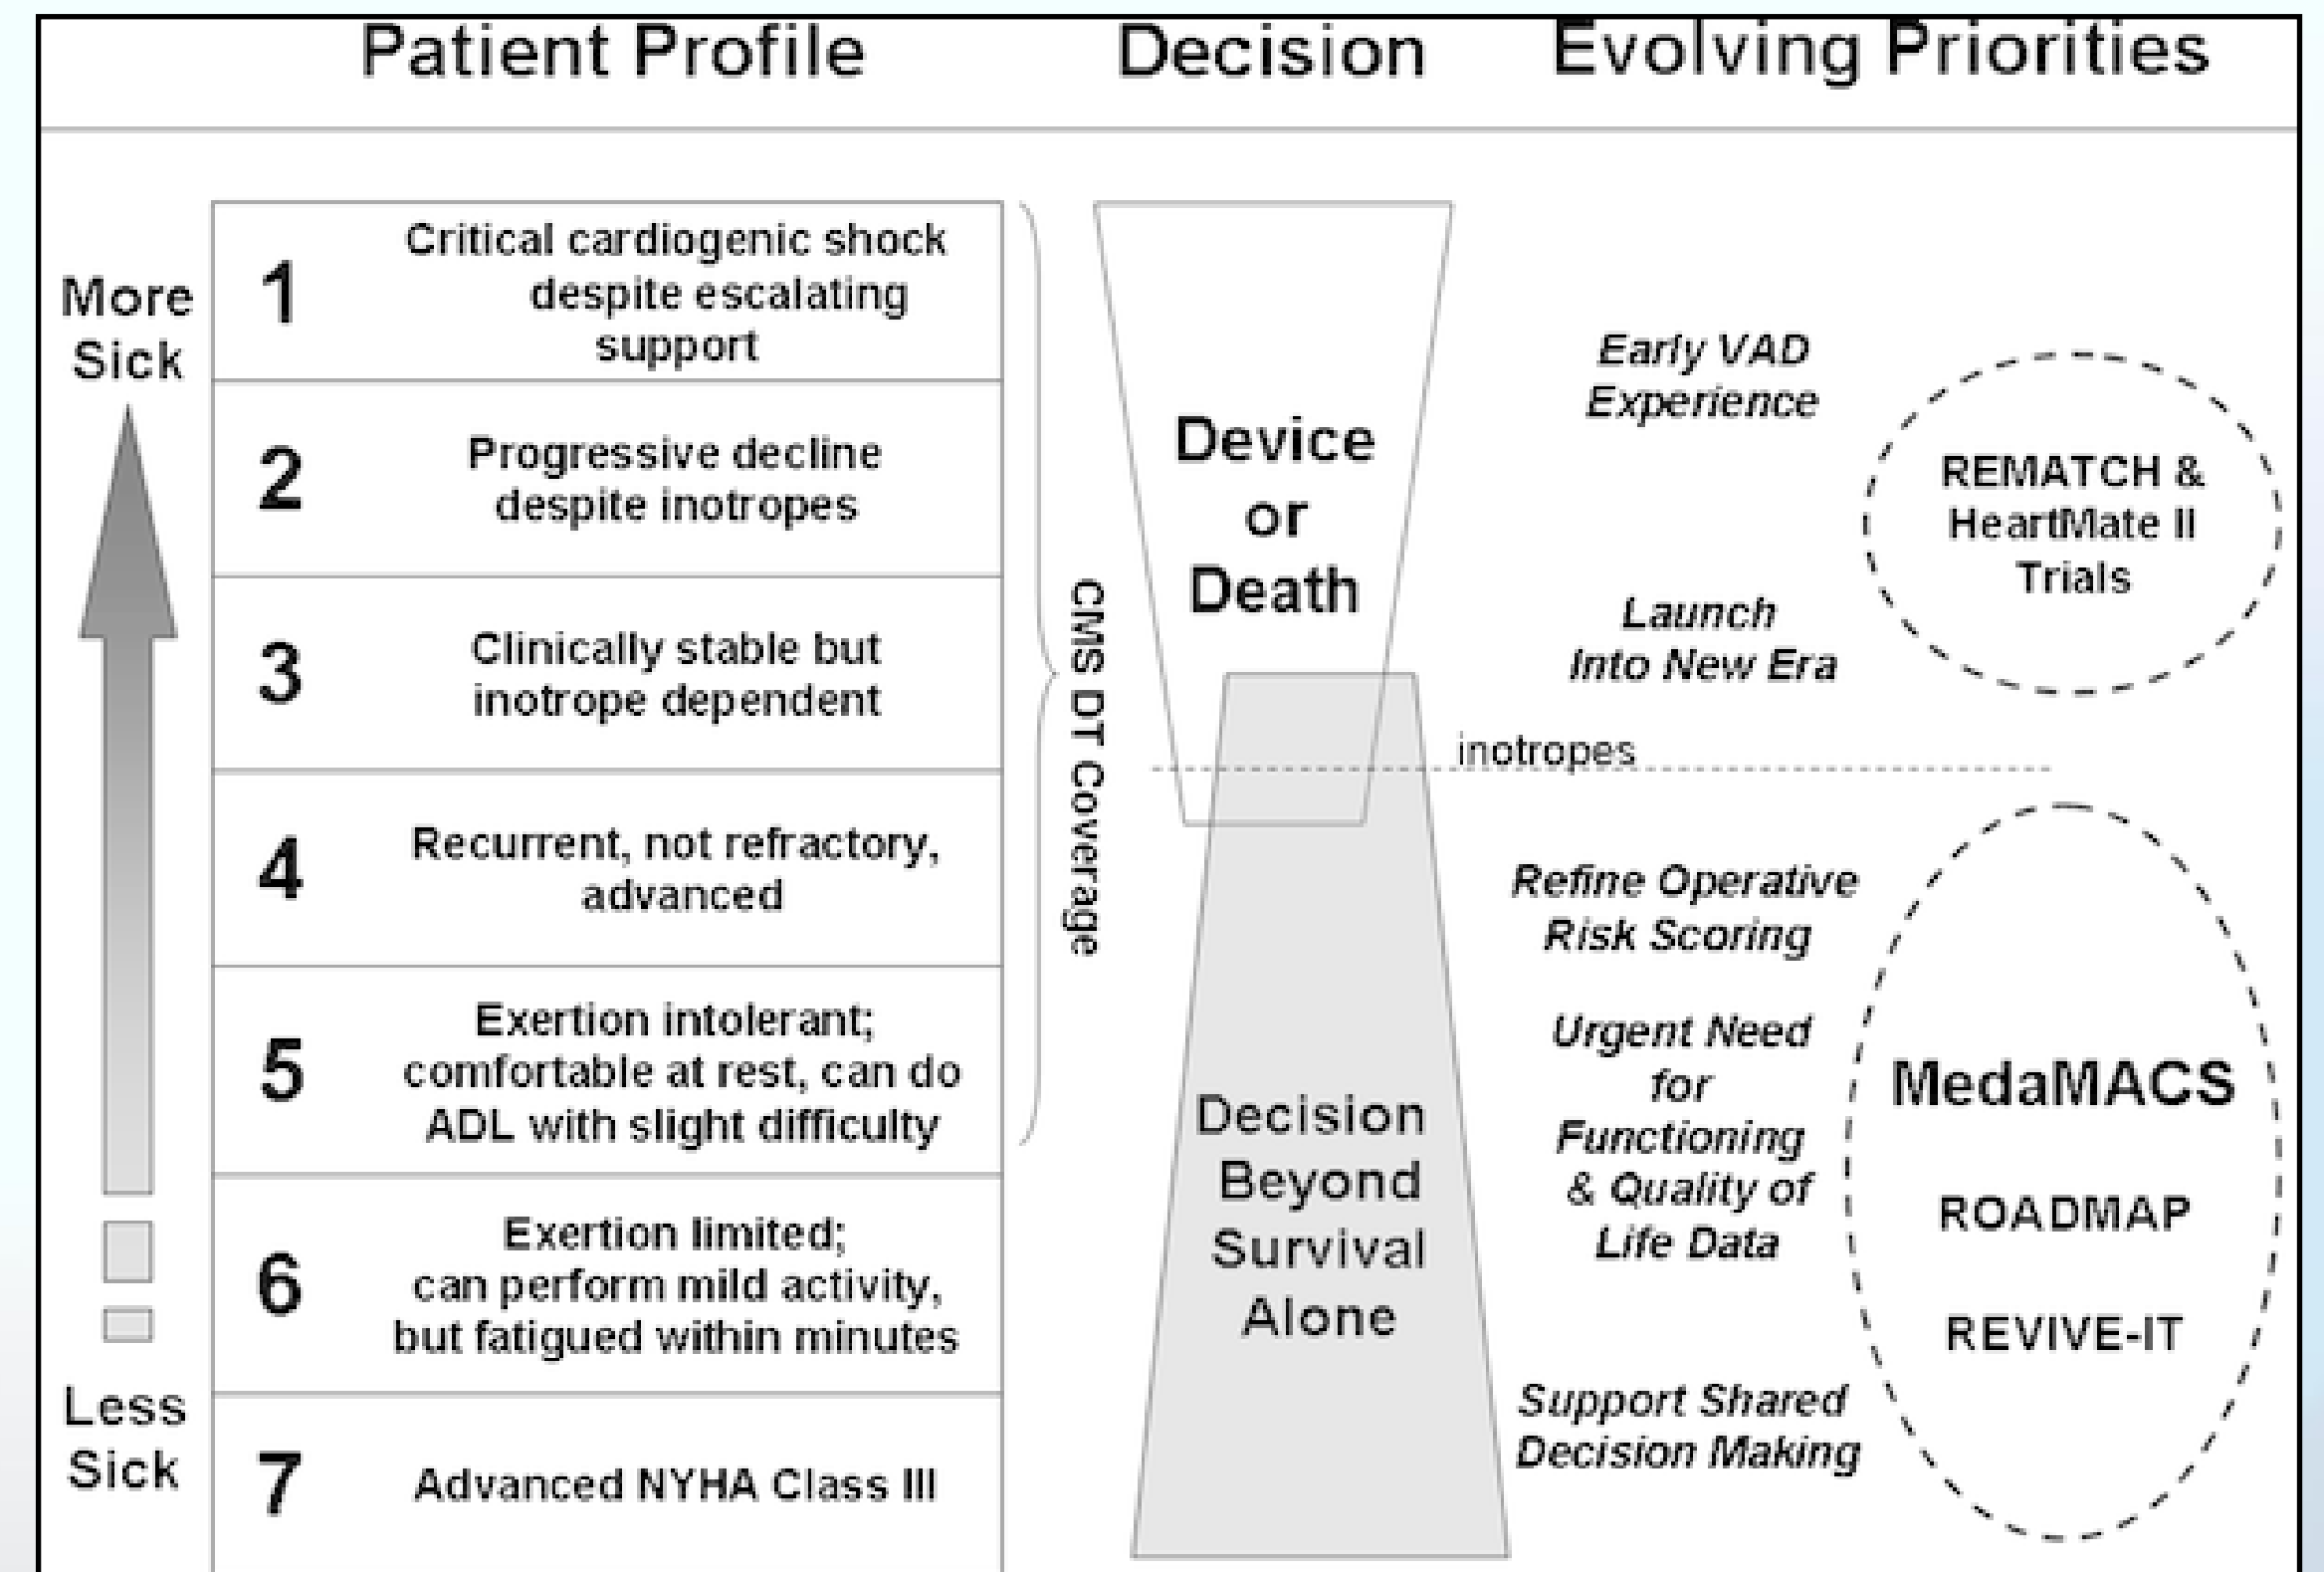 Patient Profile
Decision
Evolving Priorities
More
Sick
Less
Sick
1
Critical cardiogenic shock
despite escalating
support
2
Progressive decline
despite inotropes
3
Clinically stable but
inotrope dependent
4
Recurrent, not refractory,
advanced
5
Exertion intolerant;
comfortable at rest, can do
ADL with slight difficulty
6
Exertion limited;
can perform mild activity,
but fatigued within minutes
7
Advanced NYHA Class III
CMS DT Coverage
Device
or
Death
Decision
Beyond
Survival
Alone
Early VAD
Experience
Launch
Into New Era
inotropes
Refine Operative
Risk Scoring
Urgent Need
for
Functioning
& Quality of
Life Data
Support Shared
Decision Making
REMATCH &
HeartMate II
Trials
MedaMACS
ROADMAP
REVIVE-IT